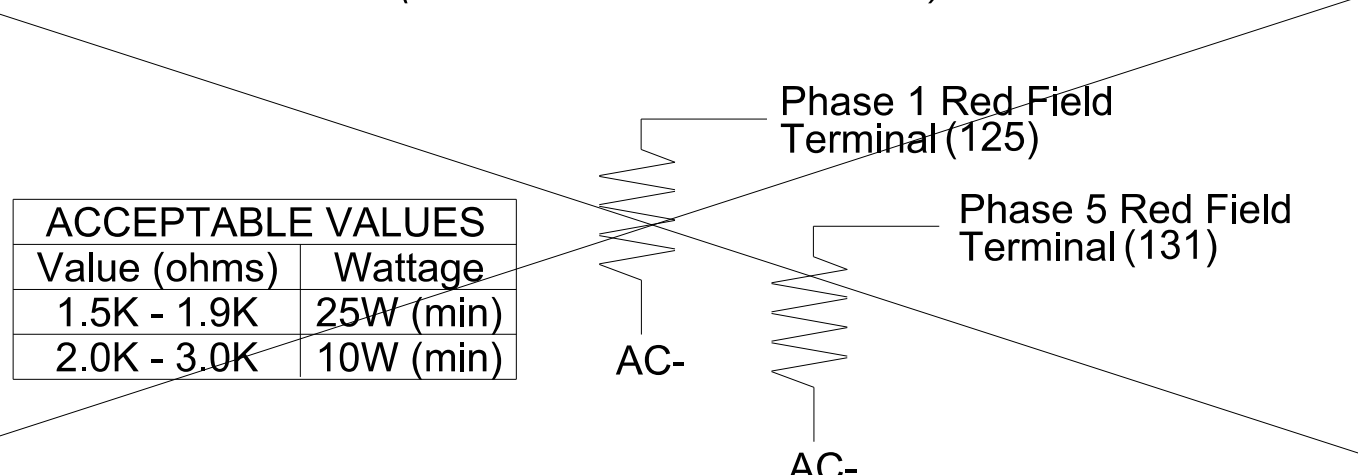 Phase 1 Red Field
Terminal (125)
Phase 5 Red Field
Terminal (131)
ACCEPTABLE VALUES
Value (ohms) Wattage
1.5K - 1.9K 25W (min)
2.0K - 3.0K 10W (min)
AC-
AC-